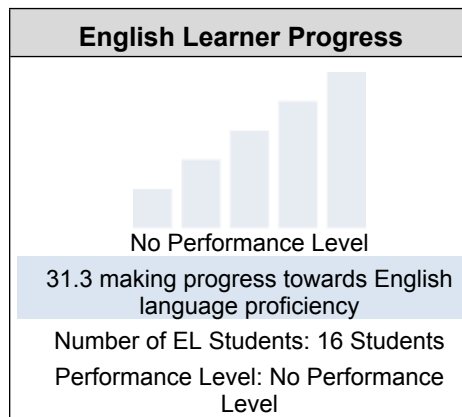 English Learner Progress
No Performance Level
31.3 making progress towards English
language proficiency
Number of EL Students: 16 Students
Performance Level: No Performance
Level